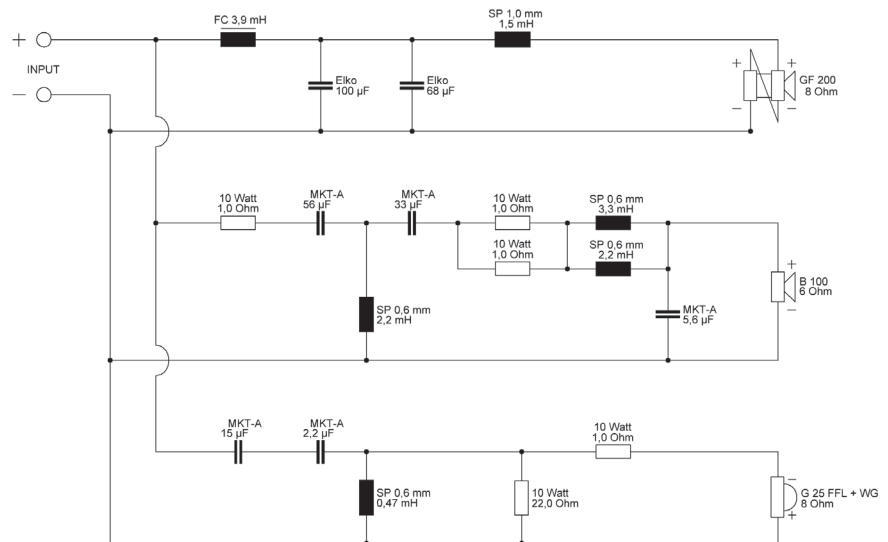 FC 3,9 mH
SP 1,0 mm
1,5 mH
+
INPUT
−
Elko
100 µF
Elko
68 µF
+
−
+
−
GF 200
8 Ohm
10 Watt
1,0 Ohm
MKT-A
56 µF
MKT-A
33 µF
10 Watt
1,0 Ohm
SP 0,6 mm
3,3 mH
10 Watt
1,0 Ohm
SP 0,6 mm
2,2 mH
+
B 100
6 Ohm
−
SP 0,6 mm
2,2 mH
MKT-A
5,6 µF
MKT-A
15 µF
MKT-A
2,2 µF
10 Watt
1,0 Ohm
SP 0,6 mm
0,47 mH
10 Watt
22,0 Ohm
−
G 25 FFL + WG
8 Ohm
+